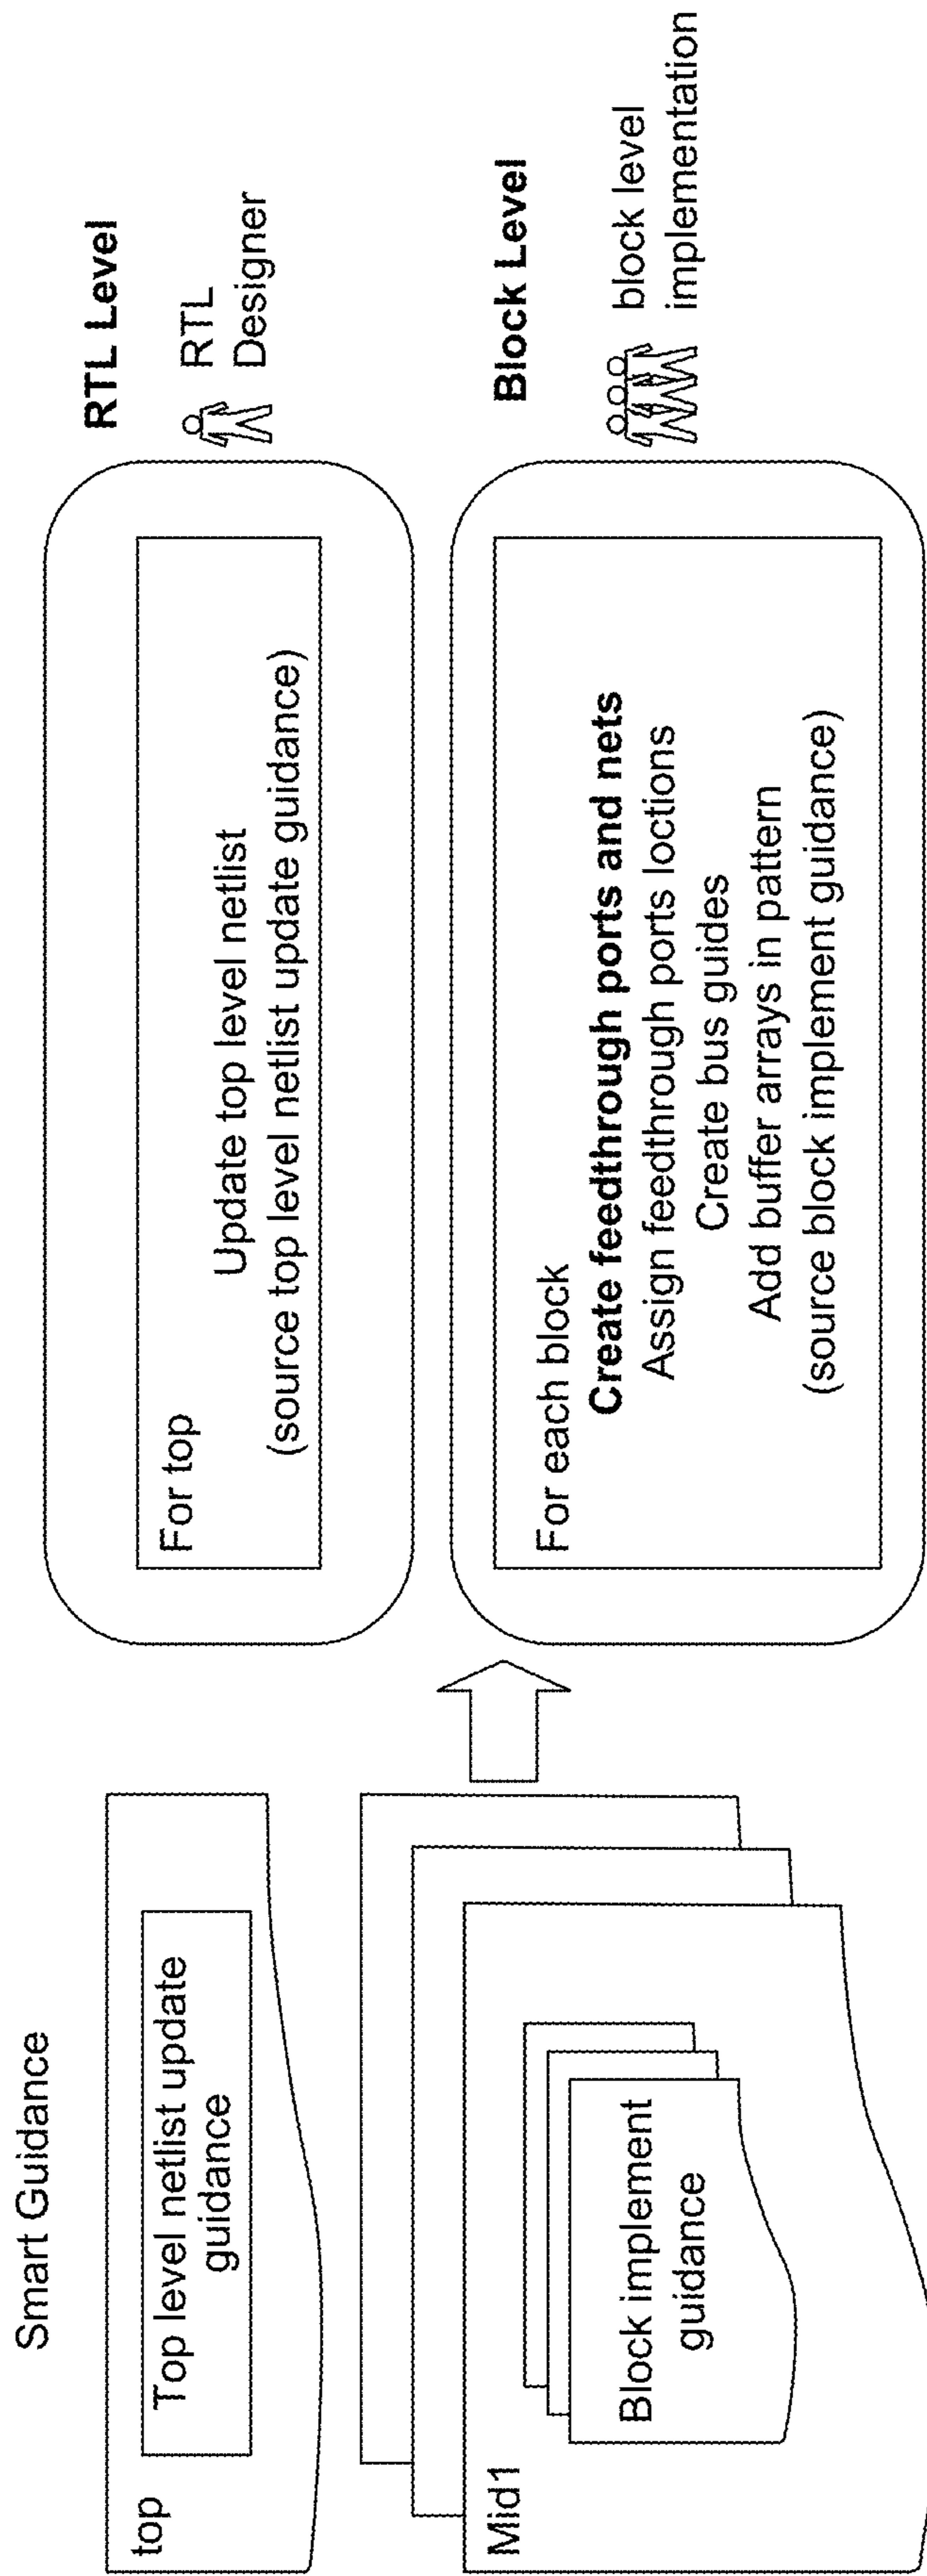 Smart Guidance
top
Top level netlist update
guidance
Mid1
Block implement
guidance
For top
Update top level netlist
(source top level netlist update guidance)
RTL Level
RTL
Designer
For each block
Create feedthrough ports and nets
Assign feedthrough ports loctions
Create bus guides
Add buffer arrays in pattern
(source block implement guidance)
Block Level
block level
implementation